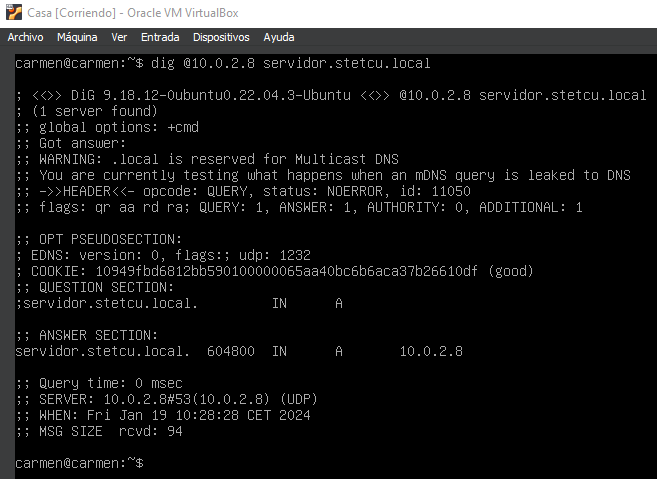 Casa [Corriendo] - Oracle VM VirtualBox
Archivo Máquina Ver Entrada Dispositivos Ayuda
carmen@carmen:~$ dig @10.0.2.8 servidor.stetcu.local
; <<>> DiG 9.18.12-0ubuntu0.22.04.3-Ubuntu <<>> @10.0.2.8 servidor.stetcu.local
; (1 server found)
;; global options: +cmd
;; Got answer:
;; WARNING: .local is reserved for Multicast DNS
;; You are currently testing what happens when an mDNS query is leaked to DNS
;; ->>HEADER<<- opcode: QUERY, status: NOERROR, id: 11050
;; flags: qr aa rd ra; QUERY: 1, ANSWER: 1, AUTHORITY: 0, ADDITIONAL: 1
;; OPT PSEUDOSECTION:
; EDNS: version: 0, flags:; udp: 1232
; COOKIE: 10949fbd6812bb590100000065aa40bc6b6aca37b26610df (good)
;; QUESTION SECTION:
;servidor.stetcu.local. IN A
;; ANSWER SECTION:
servidor.stetcu.local. 604800 IN A 10.0.2.8
;; Query time: 0 msec
;; SERVER: 10.0.2.8#53(10.0.2.8) (UDP)
;; WHEN: Fri Jan 19 10:28:28 CET 2024
;; MSG SIZE rcvd: 94
carmen@carmen:~$